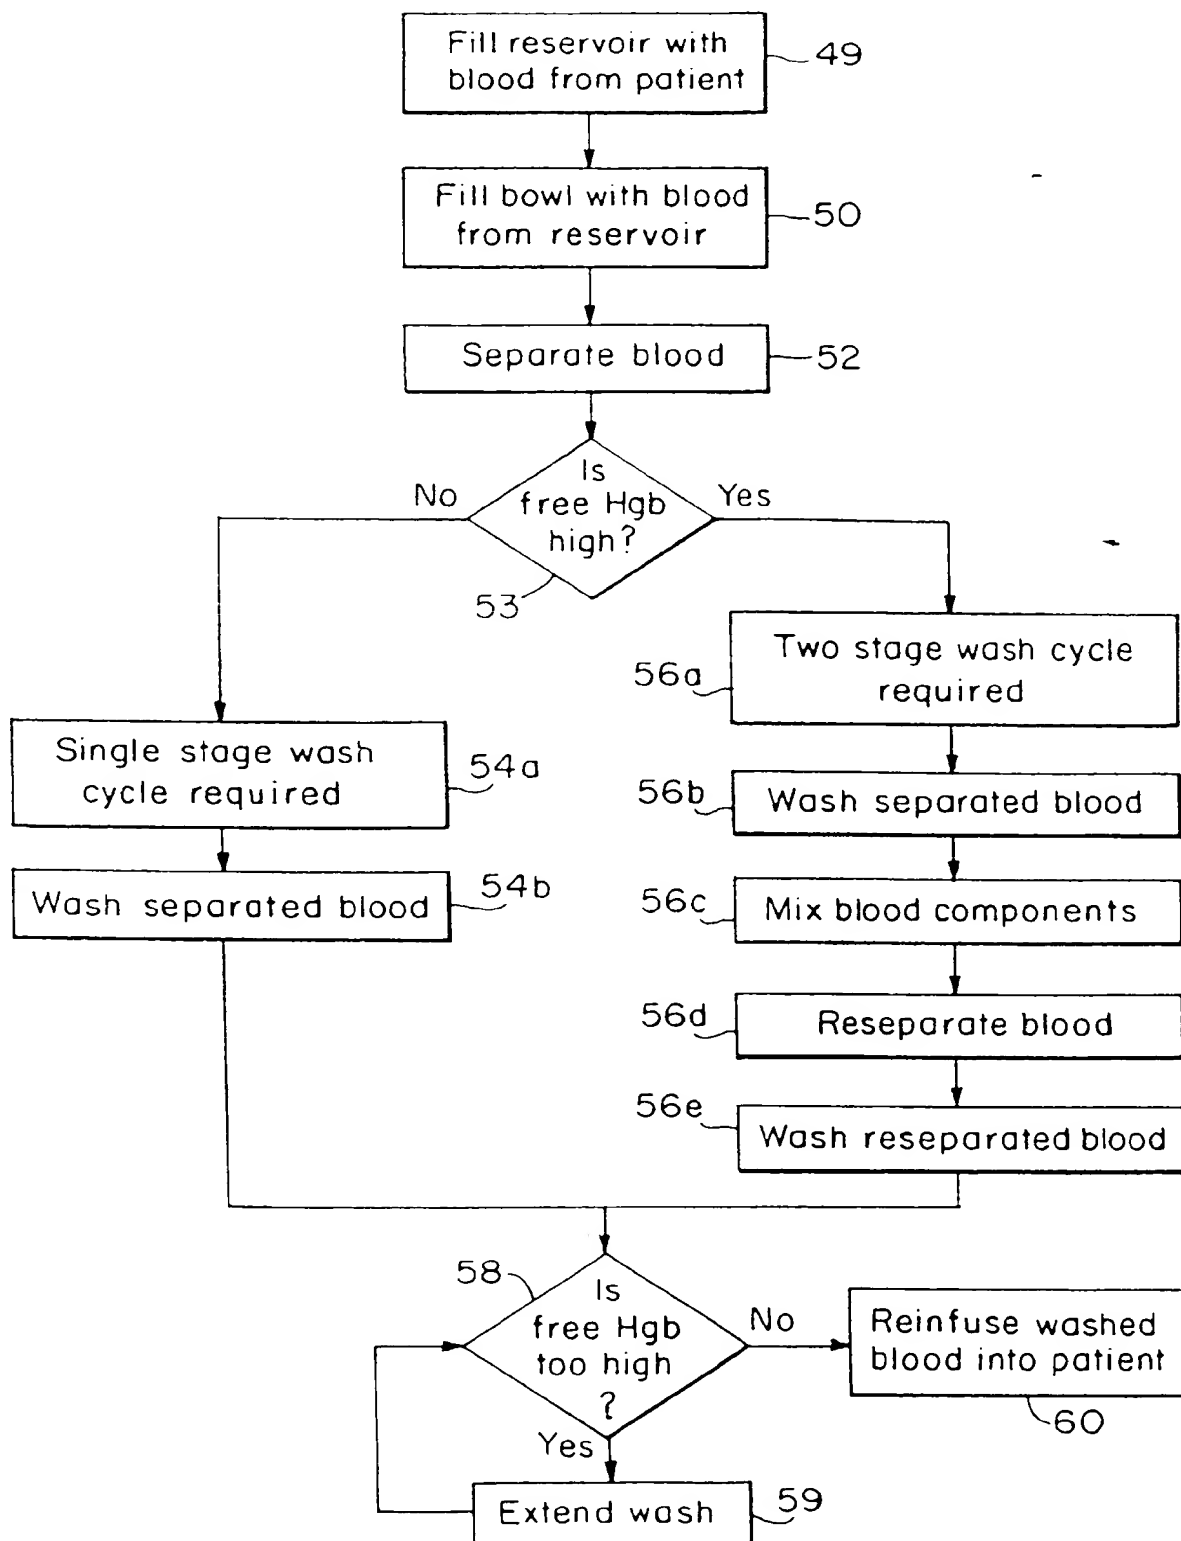 Fill reservoir with
blood from patient
49
Fill bowl with blood
from reservoir
50
Separate blood
52
Is
free Hgb
high?
No
Yes
53
Two stage wash cycle
required
56a
Single stage wash
cycle required
54a
Wash separated blood
56b
Wash separated blood
54b
Mix blood components
56c
Reseparate blood
56d
Wash reseparated blood
56e
Is
free Hgb
too high
?
58
No
Yes
Reinfuse washed
blood into patient
60
Extend wash
59